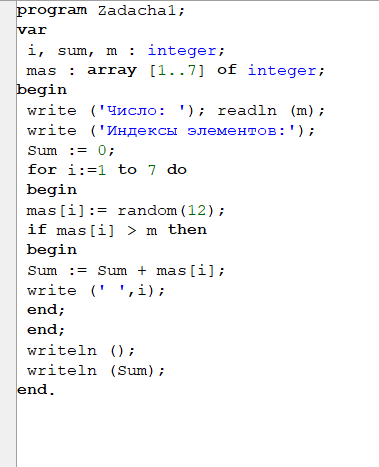 program Zadacha1;
var
i, sum, m : integer;
mas : array [1..7] of integer;
begin
write ('Число: '); readln (m);
write ('Индексы элементов:');
Sum := 0;
for i:=1 to 7 do
begin
mas[i]:= random(12);
if mas[i] > m then
begin
Sum := Sum + mas[i];
write (' ',i);
end;
end;
writeln ();
writeln (Sum);
end.